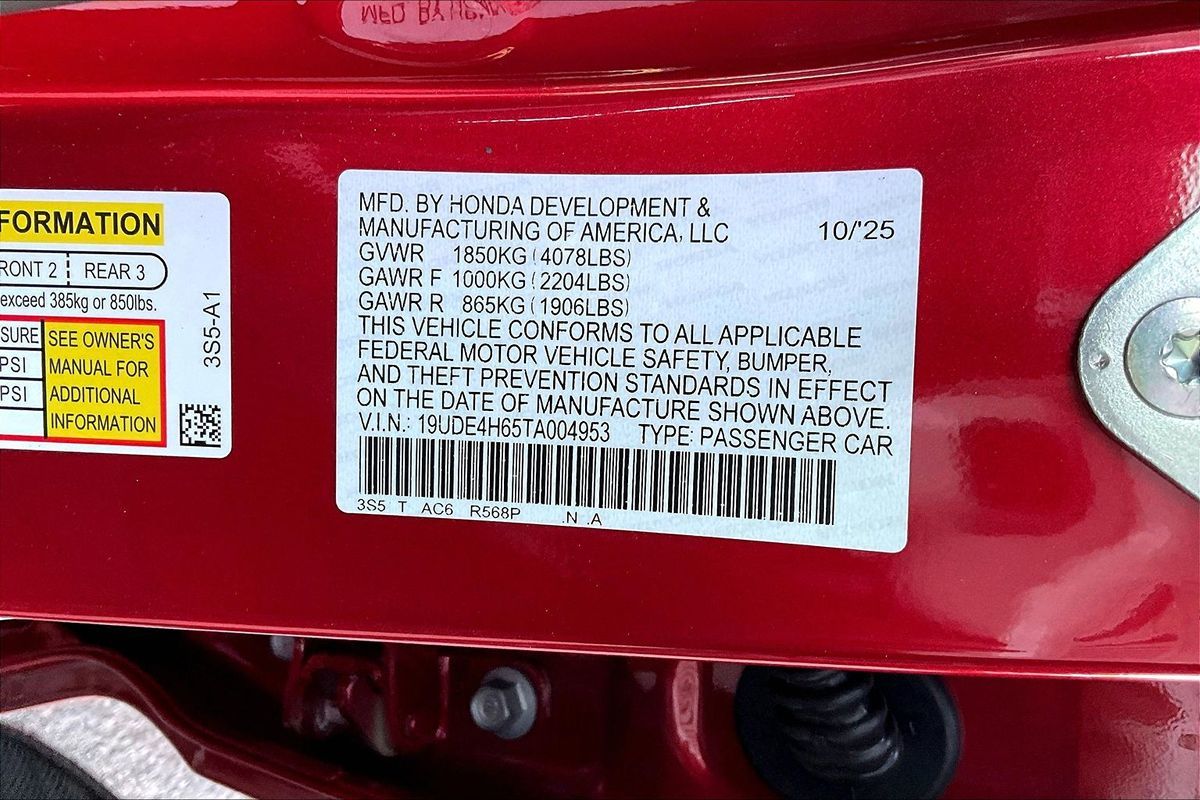 MFD BY HONDA
FORMATION
RONT 2 REAR 3
exceed 385kg or 850lbs.
SURE
PSI
PSI
SEE OWNER'S
MANUAL FOR
ADDITIONAL
INFORMATION
3S5-A1
MFD. BY HONDA DEVELOPMENT &
MANUFACTURING OF AMERICA, LLC 10/'25
GVWR 1850KG (4078LBS)
GAWR F 1000KG (2204LBS)
GAWR R 865KG (1906LBS)
THIS VEHICLE CONFORMS TO ALL APPLICABLE
FEDERAL MOTOR VEHICLE SAFETY, BUMPER,
AND THEFT PREVENTION STANDARDS IN EFFECT
ON THE DATE OF MANUFACTURE SHOWN ABOVE.
V.I.N.: 19UDE4H65TA004953 TYPE: PASSENGER CAR
3S5 T AC6 R568P .N .A